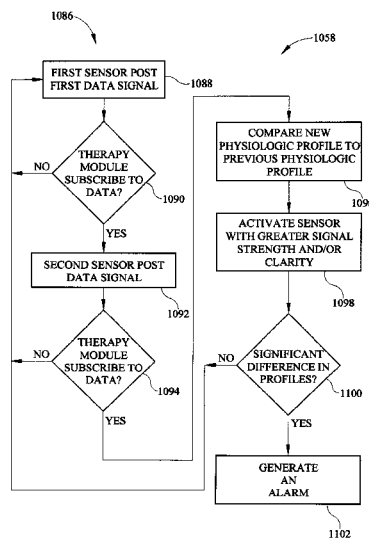 1086
1058
FIRST SENSOR POST
FIRST DATA SIGNAL
1088
NO
THERAPY
MODULE
SUBSCRIBE TO
DATA?
1090
YES
SECOND SENSOR POST
DATA SIGNAL
1092
NO
THERAPY
MODULE
SUBSCRIBE TO
DATA?
1094
YES
COMPARE NEW
PHYSIOLOGIC PROFILE TO
PREVIOUS PHYSIOLOGIC
PROFILE
ACTIVATE SENSOR
WITH GREATER SIGNAL
STRENGTH AND/OR
CLARITY
1098
NO
SIGNIFICANT
DIFFERENCE IN
PROFILES?
1100
YES
GENERATE
AN
ALARM
1102